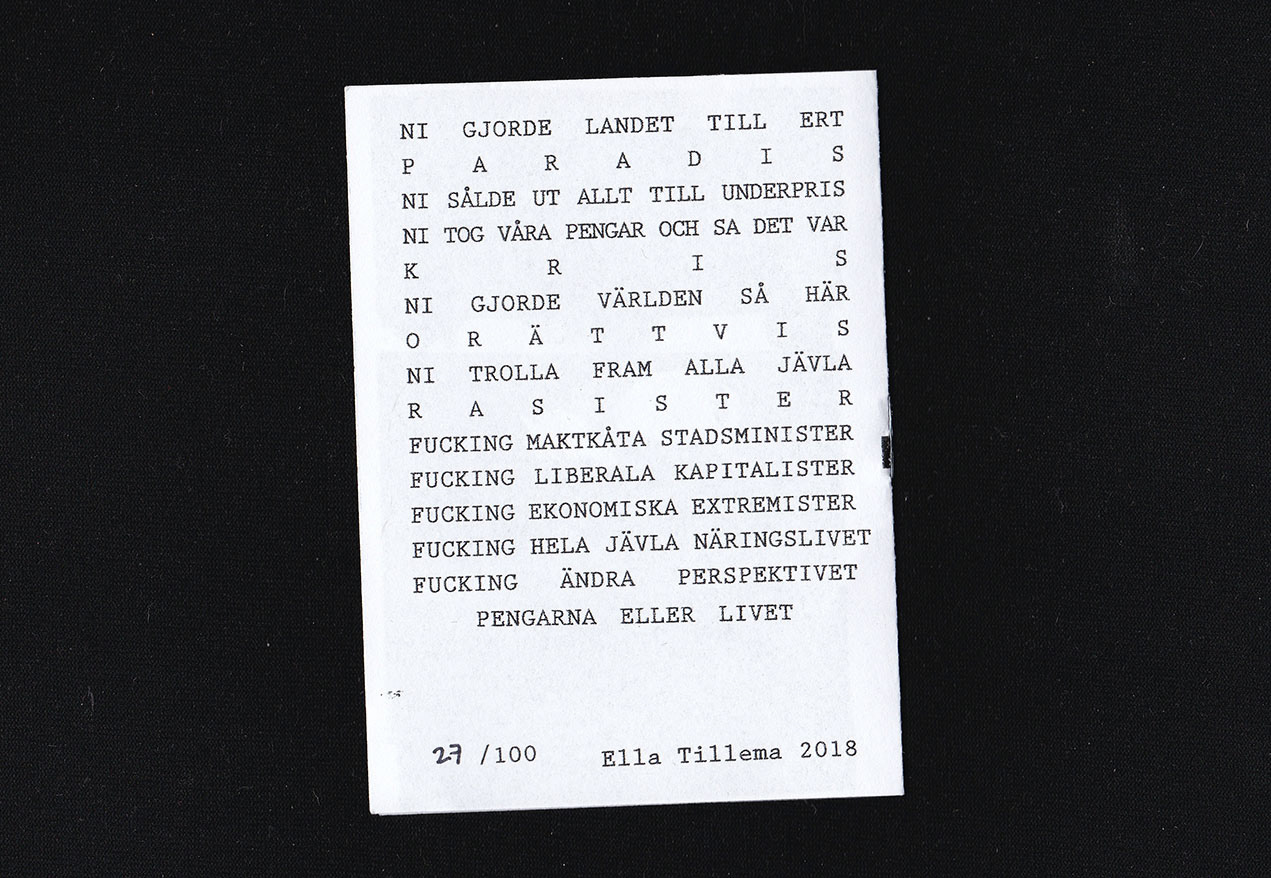 NI GJORDE LANDET TILL ERT
P A R A D I S
NI SÅLDE UT ALLT TILL UNDERPRIS
NI TOG VÅRA PENGAR OCH SA DET VAR
K R I S
NI GJORDE VÄRLDEN SÅ HÄR
O R Ä T T V I S
NI TROLLA FRAM ALLA JÄVLA
R A S I S T E R
FUCKING MAKTKÅTA STADSMINISTER
FUCKING LIBERALA KAPITALISTER
FUCKING EKONOMISKA EXTREMISTER
FUCKING HELA JÄVLA NÄRINGSLIVET
FUCKING ÄNDRA PERSPEKTIVET
PENGARNA ELLER LIVET
27 /100 Ella Tillema 2018